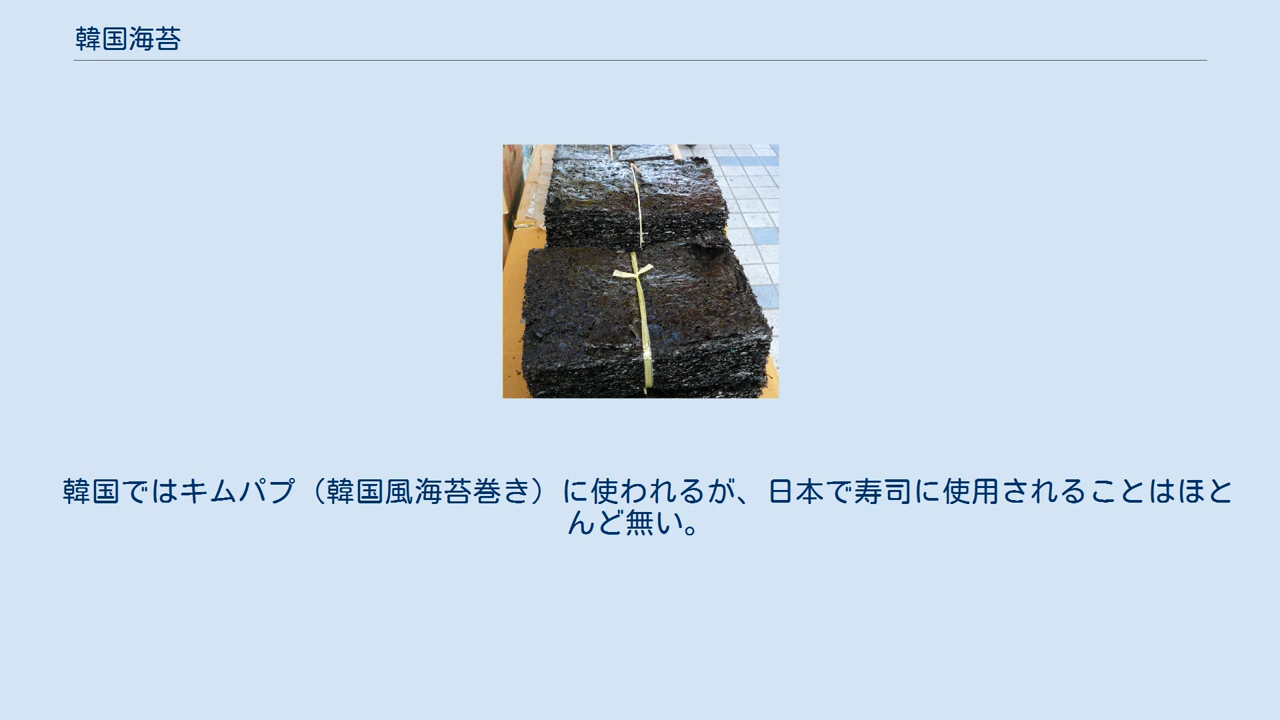 韓国海苔
韓国ではキムパプ（韓国風海苔巻き）に使われるが、日本で寿司に使用されることはほと
んど無い。